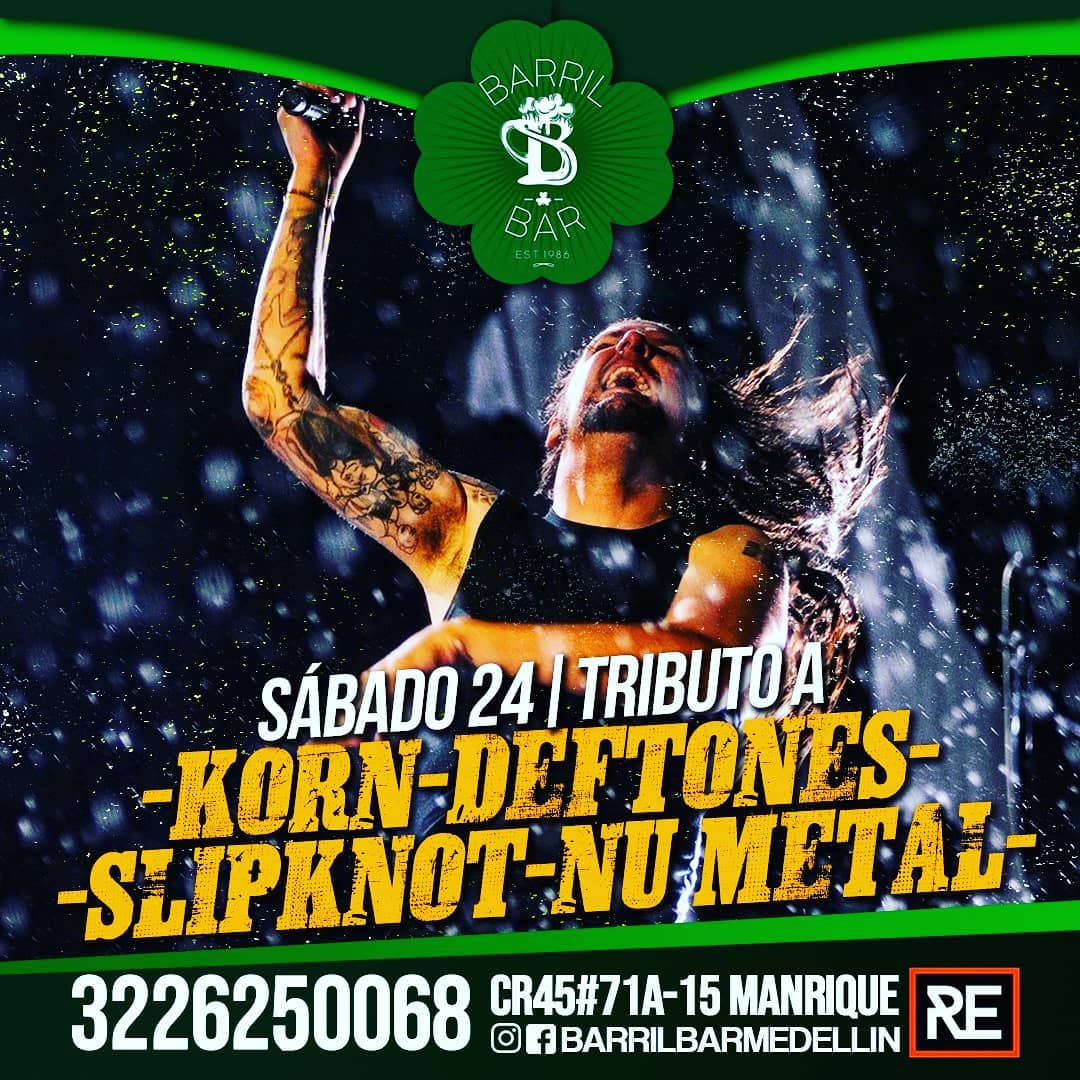 BARRIL
B
BAR
EST 1986
SÁBADO 24 | TRIBUTO A
-KORN-DEFTONES-
-SLIPKNOT-NU METAL-
3226250068
CR45#71A-15 MANRIQUE
BARRILBARMEDELLIN
RE